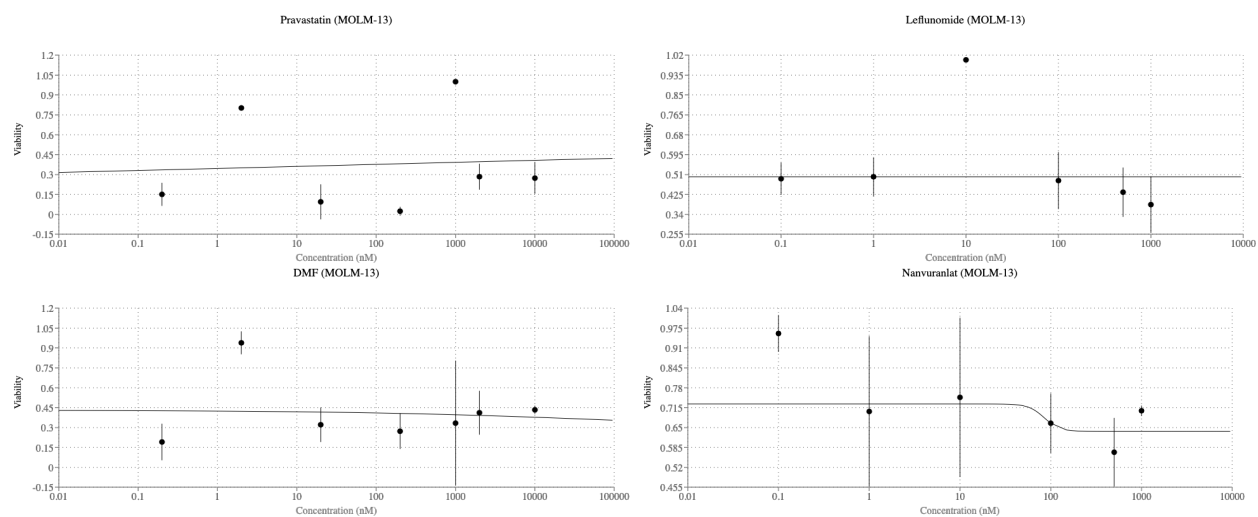 Pravastatin (MOLM-13)
Viability
1.2
1.05
0.9
0.75
0.6
0.45
0.3
0.15
0
-0.15
0.01 0.1 1 10 100 1000 10000 100000
Concentration (nM)
Leflunomide (MOLM-13)
Viability
1.02
0.935
0.85
0.765
0.68
0.595
0.51
0.425
0.34
0.255
0.01 0.1 1 10 100 1000 10000
Concentration (nM)
DMF (MOLM-13)
Viability
1.2
1.05
0.9
0.75
0.6
0.45
0.3
0.15
0
-0.15
0.01 0.1 1 10 100 1000 10000 100000
Concentration (nM)
Nanvuranlat (MOLM-13)
Viability
1.04
0.975
0.91
0.845
0.78
0.715
0.65
0.585
0.52
0.455
0.01 0.1 1 10 100 1000 10000
Concentration (nM)